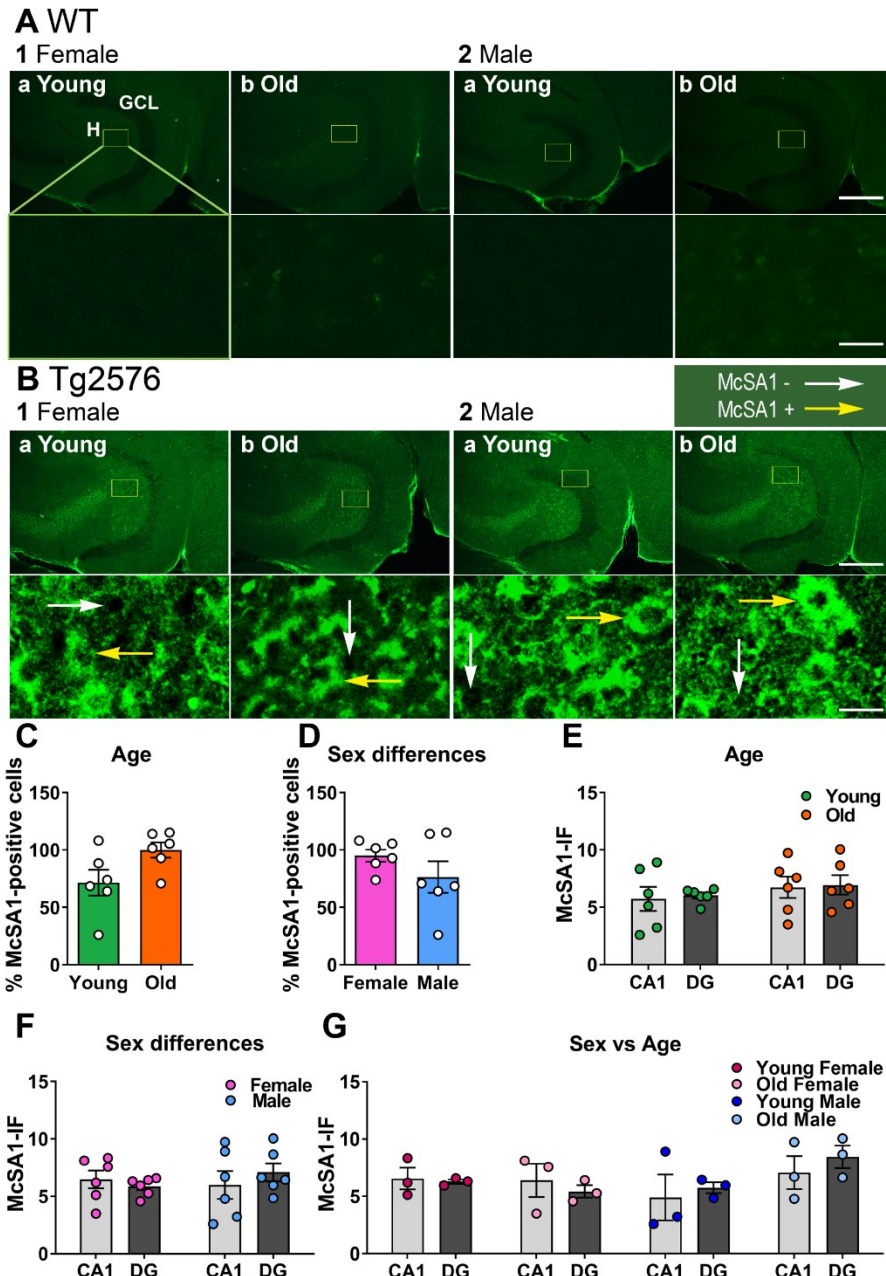 A WT
1 Female
2 Male
a Young
GCL
H
b Old
a Young
b Old
B Tg2576
McSA1 -
McSA1 +
1 Female
2 Male
a Young
b Old
a Young
b Old
C
Age
% McSA1-positive cells
150
100
50
0
Young Old
D
Sex differences
% McSA1-positive cells
150
100
50
0
Female Male
E
Age
Young
Old
McSA1-IF
15
10
5
0
CA1 DG CA1 DG
F
Sex differences
Female
Male
McSA1-IF
15
10
5
0
CA1 DG CA1 DG
G
Sex vs Age
Young Female
Old Female
Young Male
Old Male
McSA1-IF
15
10
5
0
CA1 DG CA1 DG CA1 DG CA1 DG